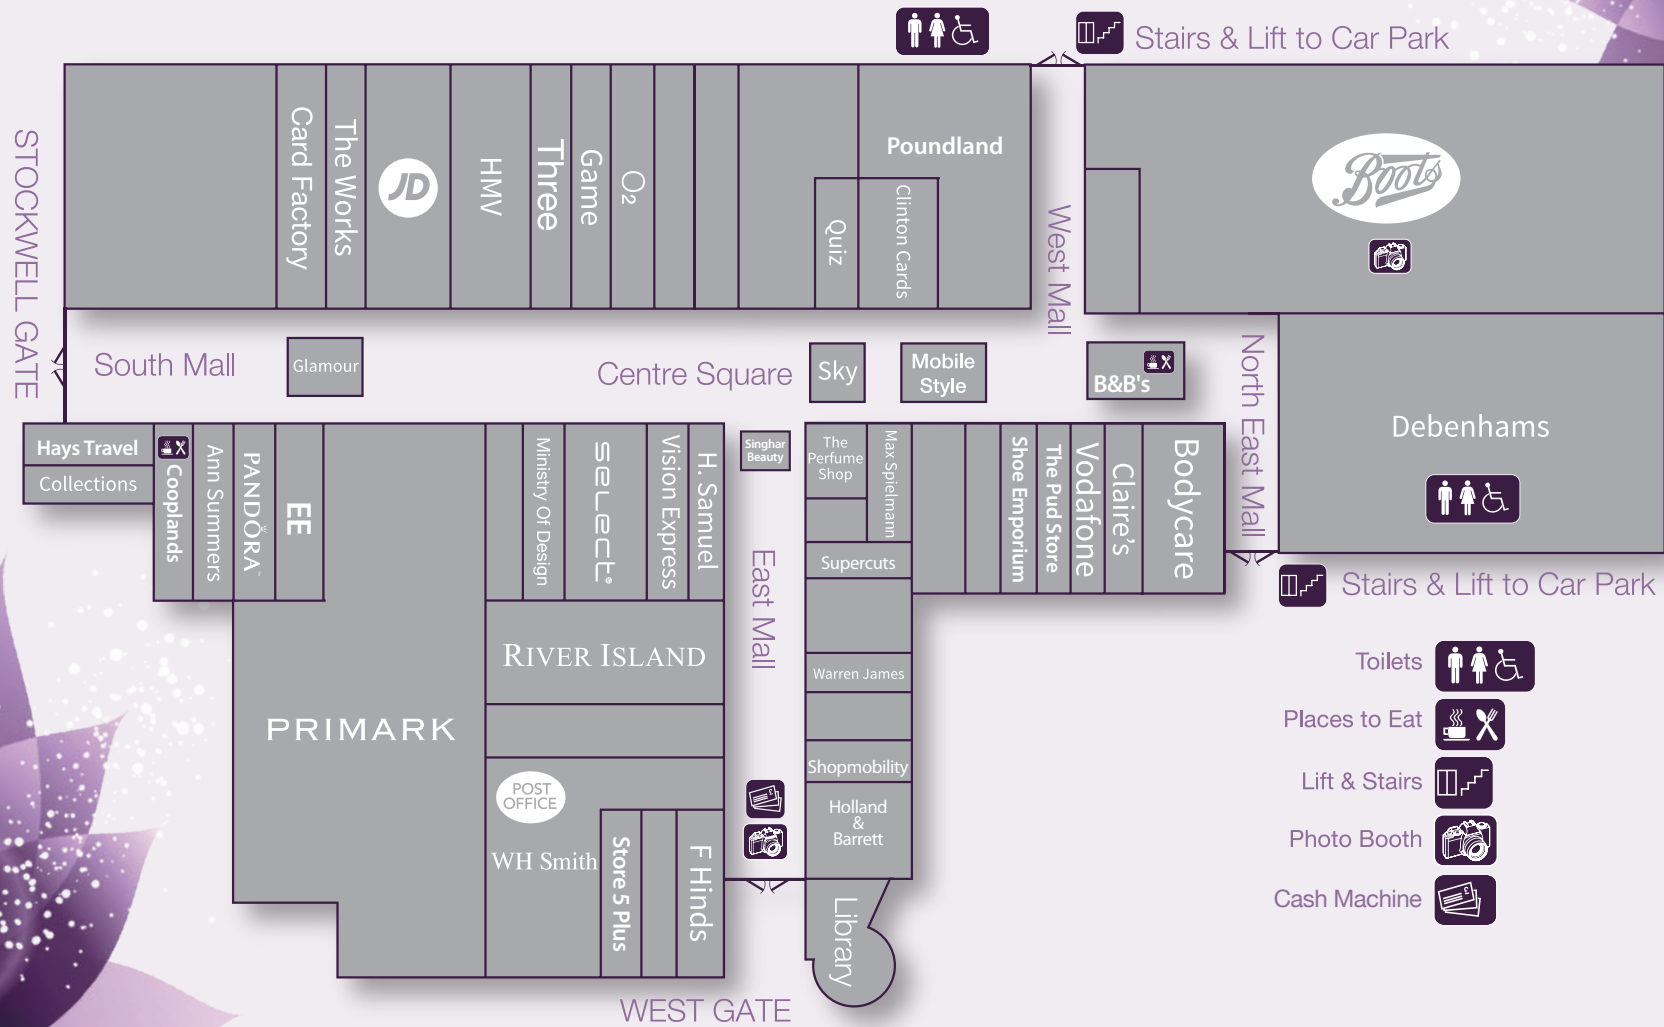 Stairs & Lift to Car Park
STOCKWELL GATE
Card Factory
The Works
JD
HMV
Three
Game
O2
Quiz
Clinton Cards
Poundland
West Mall
Boots
South Mall
Glamour
Centre Square
Sky
Mobile
Style
B&B's
North East Mall
Debenhams
Hays Travel
Collections
Cooplands
Ann Summers
PANDÓRA™
EE
PRIMARK
Ministry Of Design
SELECT®
Vision Express
H. Samuel
Singhar
Beauty
The
Perfume
Shop
Max Spielmann
Shoe Emporium
The Pud Store
Vodafone
Claire's
Bodycare
Supercuts
East Mall
RIVER ISLAND
Warren James
Shopmobility
POST
OFFICE
WH Smith
Store 5 Plus
F Hinds
Holland
&
Barrett
Library
WEST GATE
Stairs & Lift to Car Park
Toilets
Places to Eat
Lift & Stairs
Photo Booth
Cash Machine